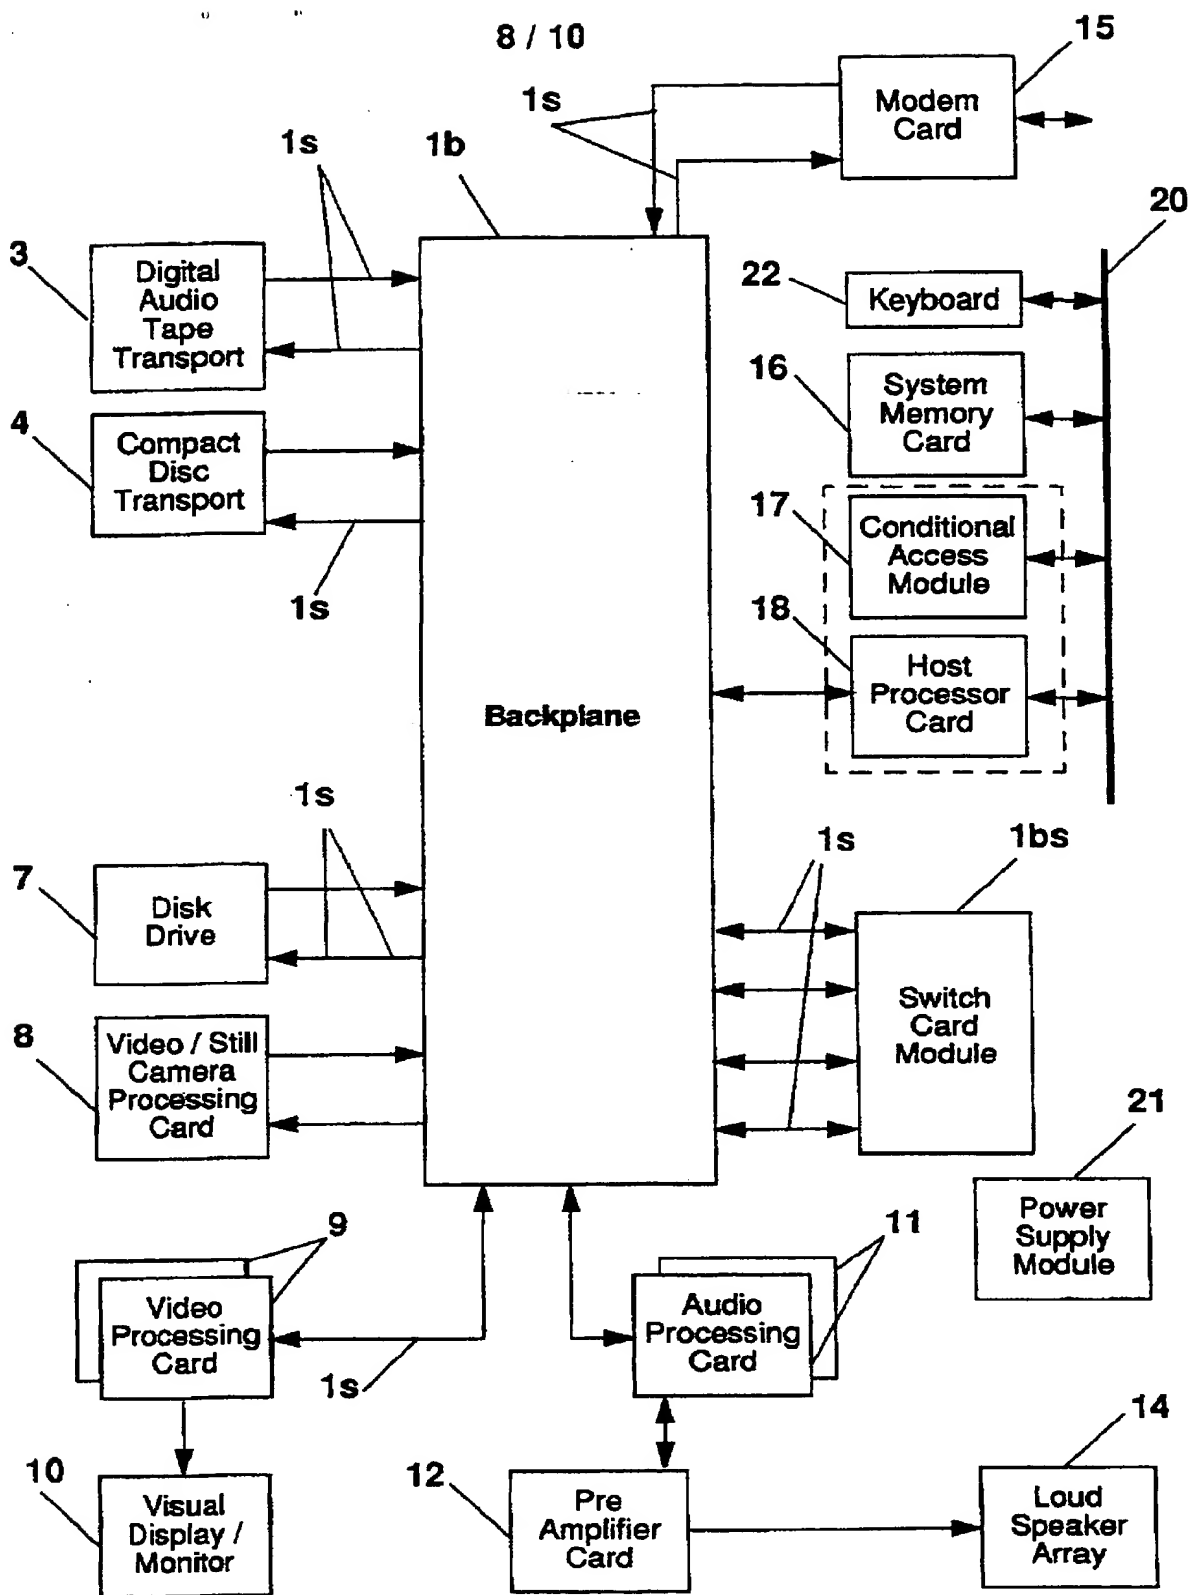 8 / 10
15
1s
Modem
Card
1s
1b
20
3
Digital
Audio
Tape
Transport
22
Keyboard
16
System
Memory
Card
4
Compact
Disc
Transport
17
Conditional
Access
Module
1s
18
Host
Processor
Card
Backplane
1s
1s
1bs
7
Disk
Drive
Switch
Card
Module
8
Video / Still
Camera
Processing
Card
21
Power
Supply
Module
9
11
Video
Processing
Card
Audio
Processing
Card
1s
14
10
12
Visual
Display /
Monitor
Pre
Amplifier
Card
Loud
Speaker
Array